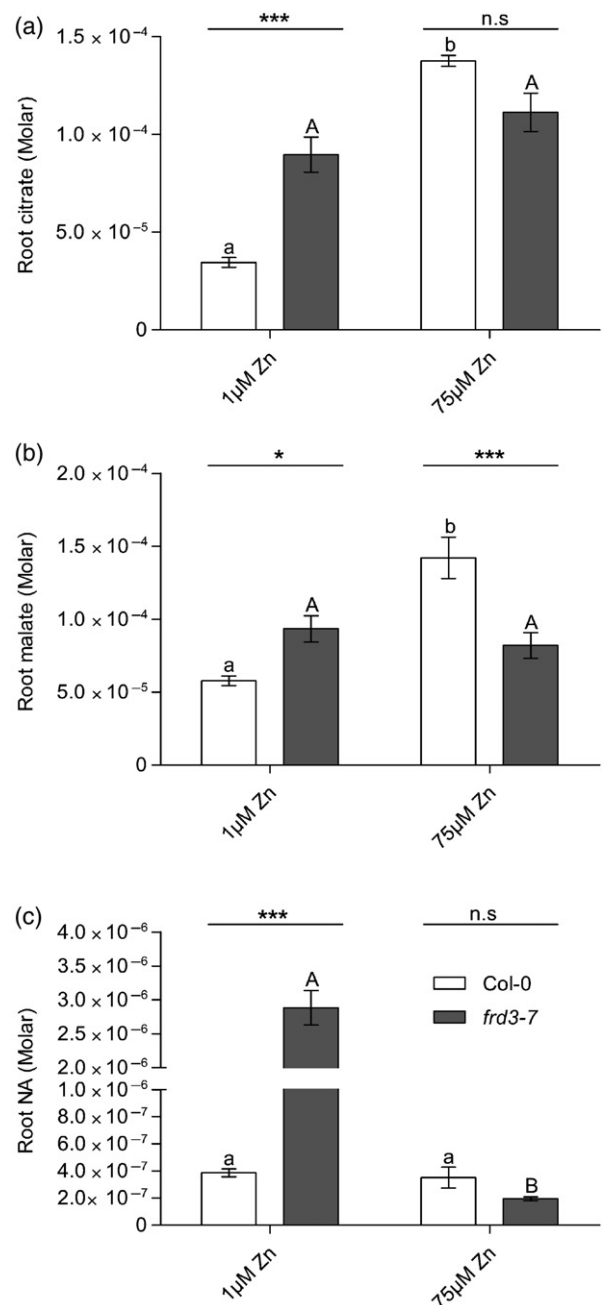 (a)
*** n.s
Root citrate (Molar)
1.5 × 10⁻⁴
1.0 × 10⁻⁴
5.0 × 10⁻⁵
0
a A b A
1μM Zn 75μM Zn
(b)
* ***
Root malate (Molar)
2.0 × 10⁻⁴
1.5 × 10⁻⁴
1.0 × 10⁻⁴
5.0 × 10⁻⁵
0
a A b A
1μM Zn 75μM Zn
(c)
*** n.s
Root NA (Molar)
4.0 × 10⁻⁶
3.5 × 10⁻⁶
3.0 × 10⁻⁶
2.5 × 10⁻⁶
2.0 × 10⁻⁶
1.0 × 10⁻⁶
8.0 × 10⁻⁷
6.0 × 10⁻⁷
4.0 × 10⁻⁷
2.0× 10⁻⁷
0
a A a B
Col-0
frd3-7
1μM Zn 75μM Zn